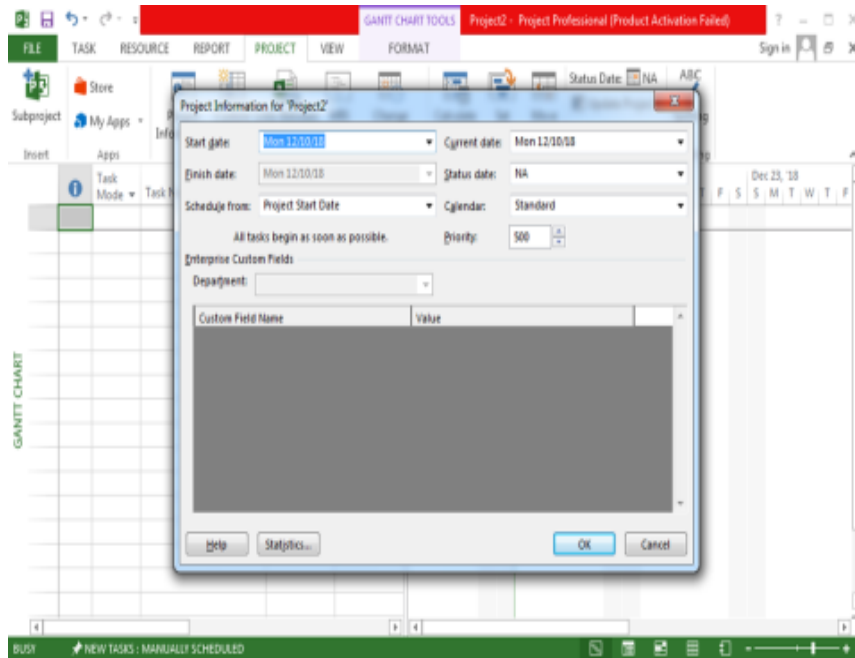 GANTT CHART TOOLS Project2 - Project Professional (Product Activation Failed) ?
FILE TASK RESOURCE REPORT PROJECT VIEW FORMAT Sign in
Subproject
Store
My Apps
Status Date: NA
ABC
Insert Apps
Project Information for 'Project2'
Start date: Mon 12/10/18 Current date: Mon 12/10/18
Finish date: Mon 12/10/18 Status date: NA
Schedule from: Project Start Date Calendar: Standard
All tasks begin as soon as possible. Priority: 500
Enterprise Custom Fields
Department:
Custom Field Name Value
Help Statistics... OK Cancel
Task Mode
Dec 23, '18
T F S S M T W T F
GANTT CHART
BUSY NEW TASKS : MANUALLY SCHEDULED